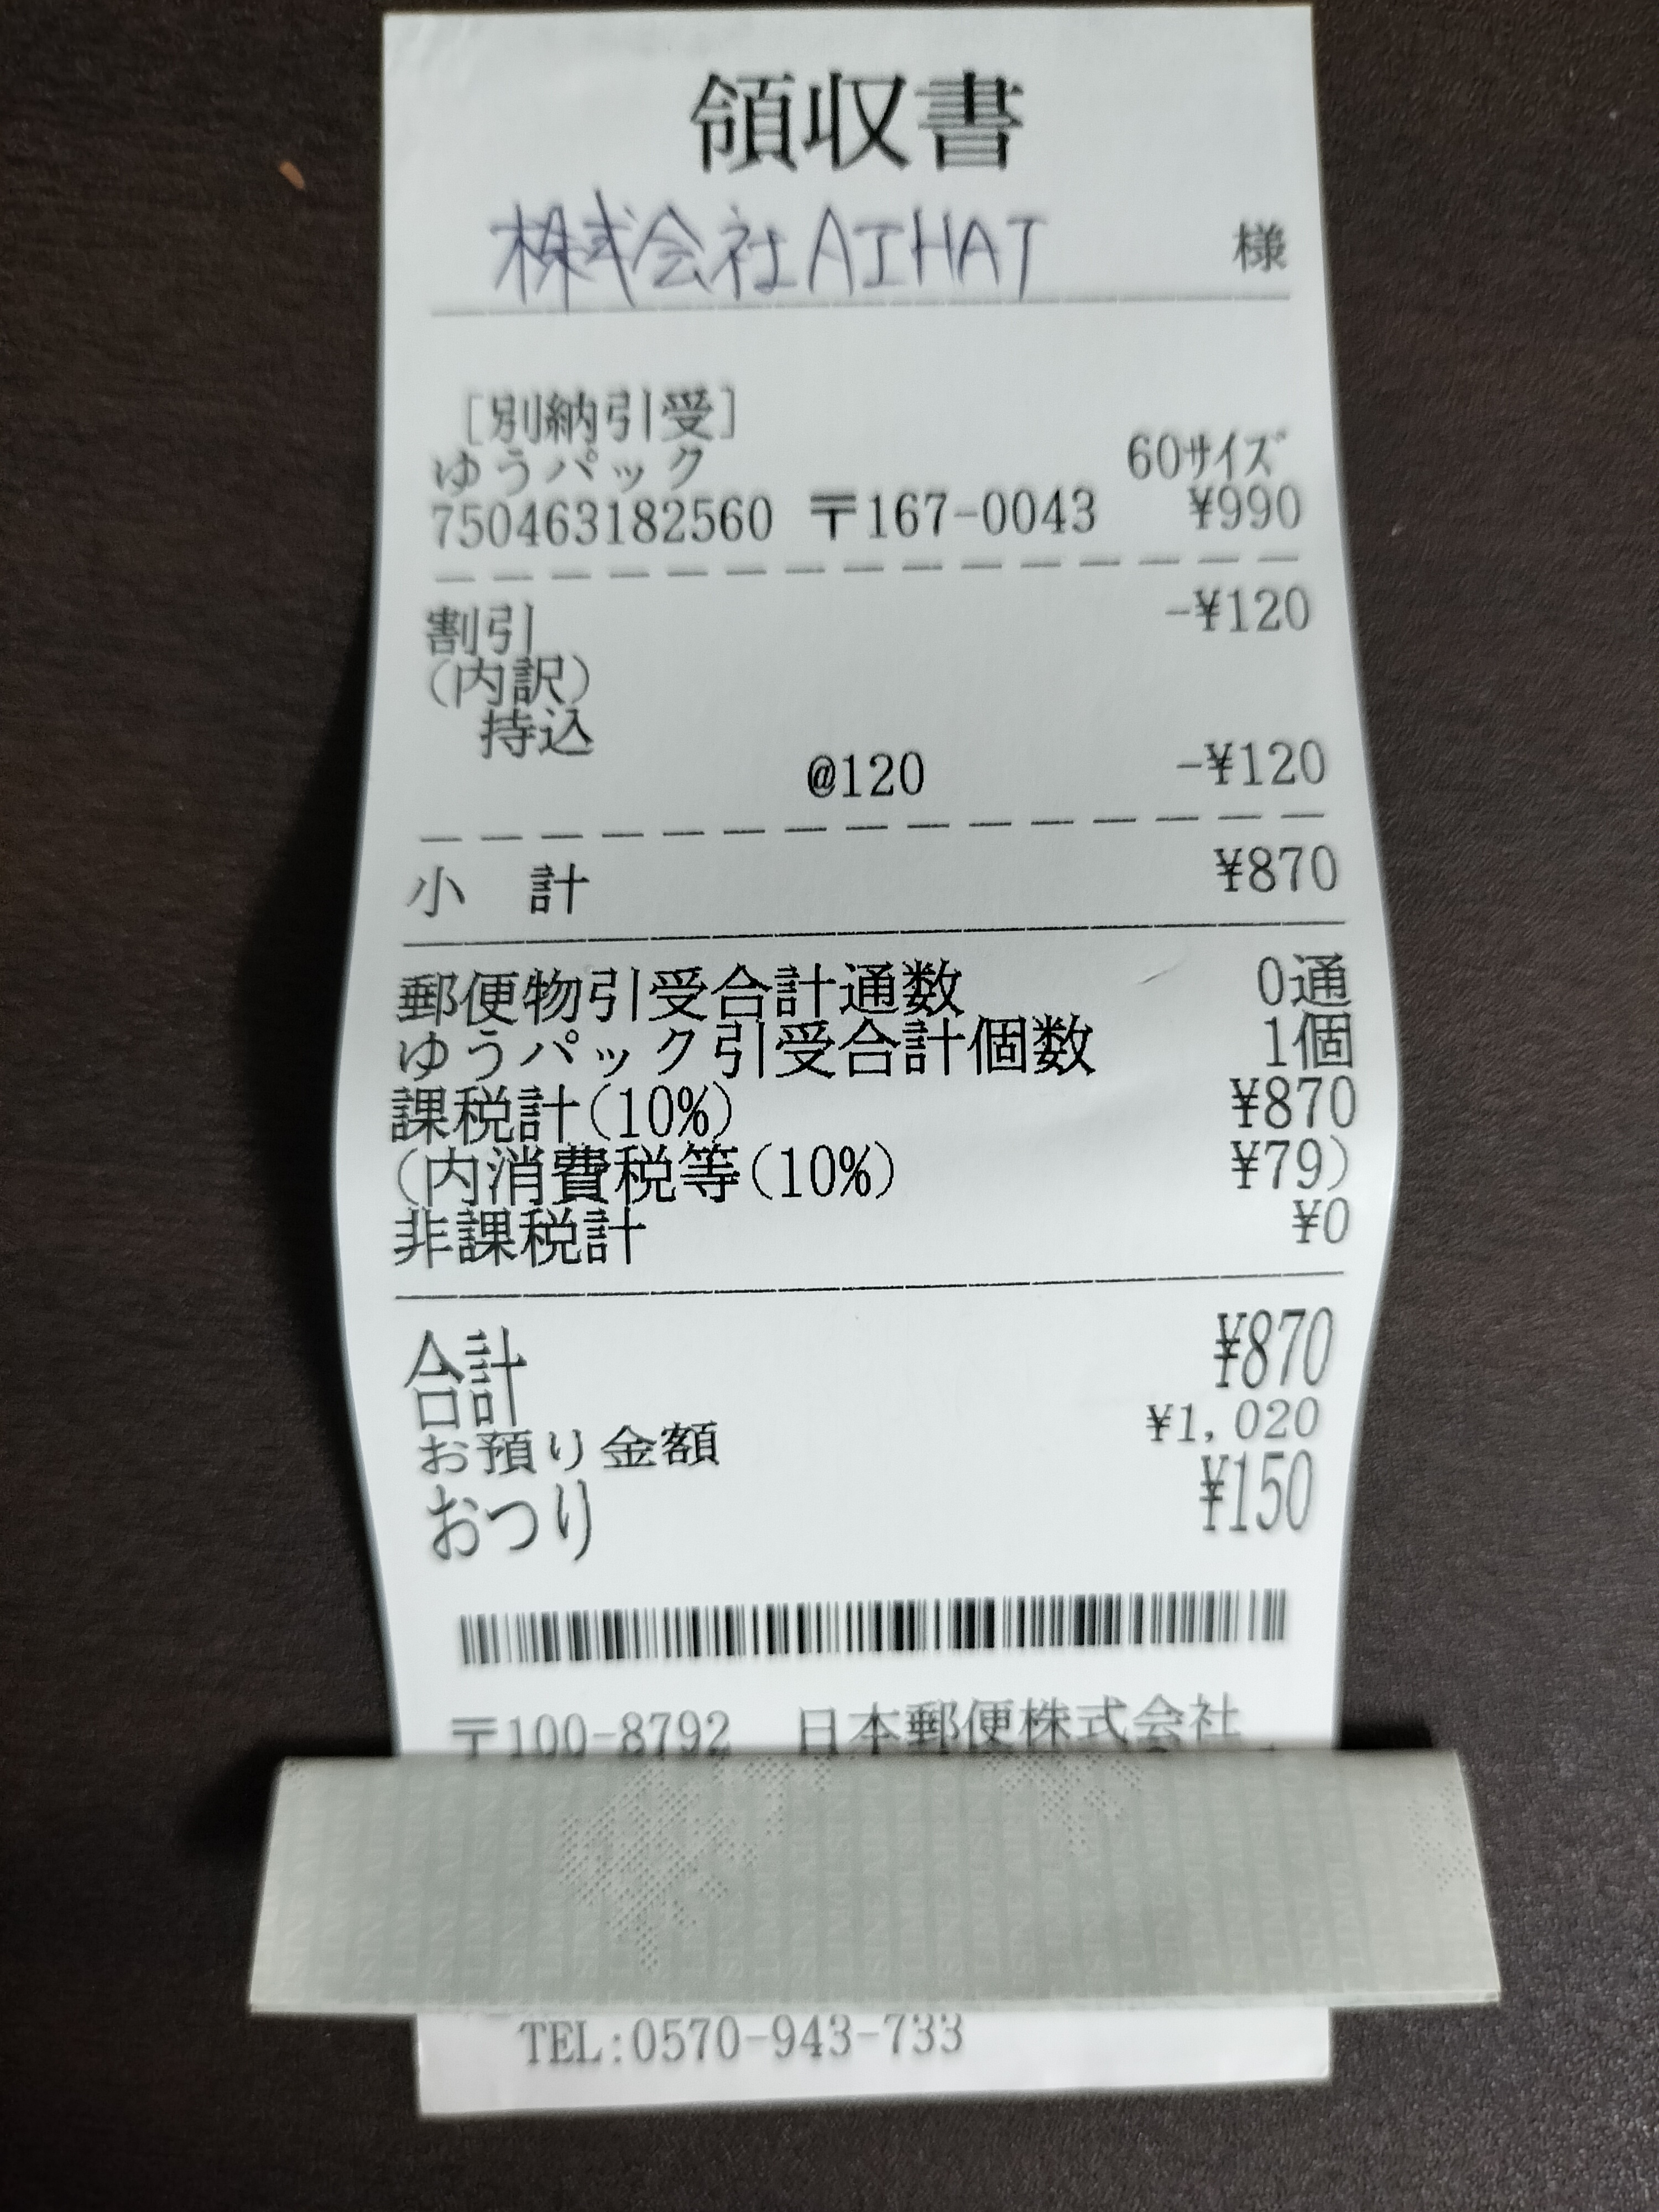 領収書
株式会社AIHAT 様
[別納引受]
ゆうパック 60サイズ
750463182560 〒167-0043 ¥990
割引 -¥120
(内訳)
持込
@120 -¥120
小 計 ¥870
郵便物引受合計通数 0通
ゆうパック引受合計個数 1個
課税計(10%) ¥870
(内消費税等(10%) ¥79)
非課税計 ¥0
合計 ¥870
お預り金額 ¥1,020
おつり ¥150
〒100-8792 日本郵便株式会社
TEL:0570-943-733